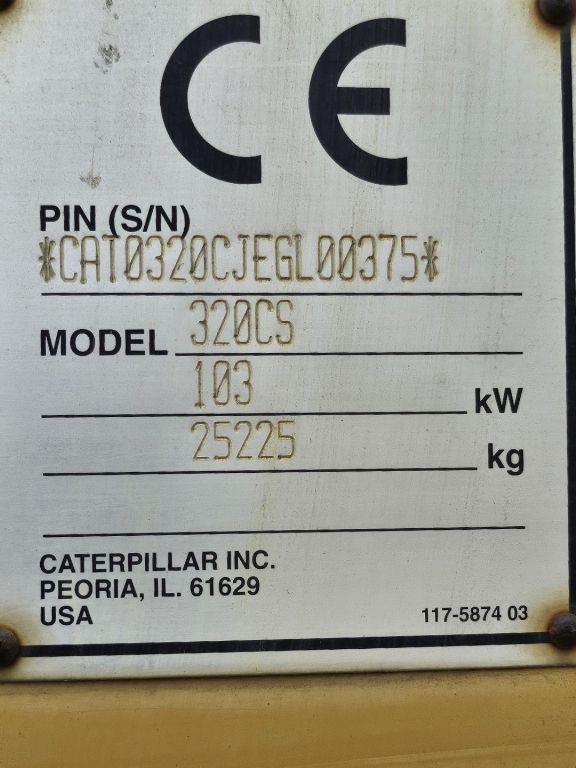 CE
PIN (S/N)
*CAT0320CJEGL00375*
MODEL 320CS
103 kW
25225 kg
CATERPILLAR INC.
PEORIA, IL. 61629
USA
117-5874 03